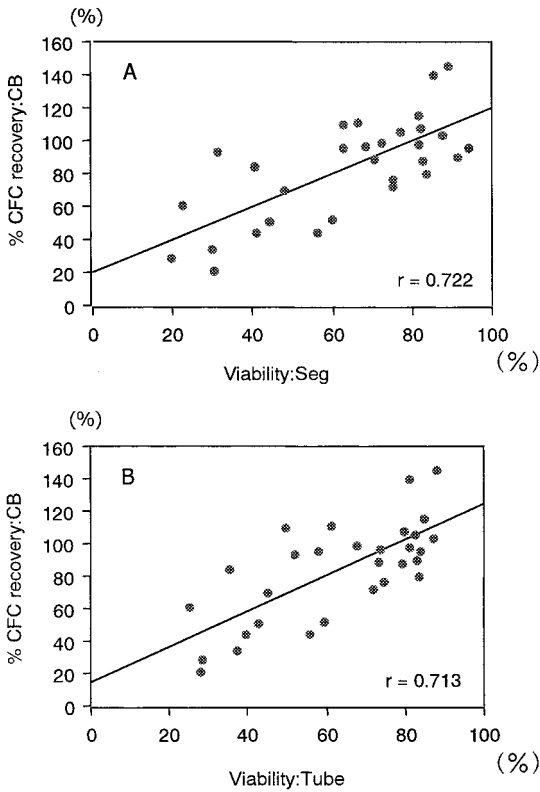 (%)
160
140
120
100
80
60
40
20
0
% CFC recovery:CB
A
r = 0.722
0 20 40 60 80 100
(%)
Viability:Seg
(%)
160
140
120
100
80
60
40
20
0
% CFC recovery:CB
B
r = 0.713
0 20 40 60 80 100
(%)
Viability:Tube